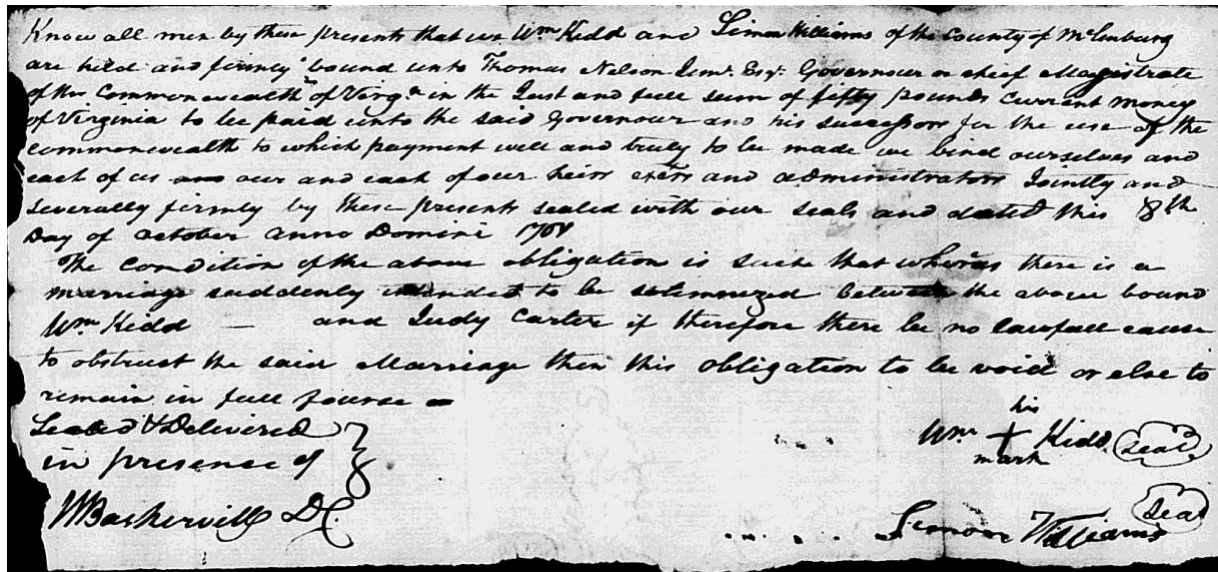 Know all men by these presents that we Wm Kidd and Simon Williams of the County of Mclenburg
are held and firmly bound unto Thomas Nelson Junr. Esqr. Governour or chief Magistrate
of the Commonwealth of Virga. in the Just and full sum of fifty pounds current money
of Virginia to be paid unto the said Governour and his successors for the use of the
commonwealth to which payment well and truly to be made we bind ourselves and
each of us our and each of our heirs exrs and administrators Jointly and
severally firmly by these presents sealed with our seals and dated this 8th
Day of October Anno Domini 1781
The Condition of the above obligation is such that whereas there is a
marriage suddenly intended to be solemnized between the above bound
Wm Kidd — and Judy Carter if therefore there be no lawfull cause
to obstruct the said Marriage then this obligation to be void or else to
remain in full fource
Sealed & Delivered
in presence of
WBaskervill DC.
his
Wm + Kidd seal
mark
Simon Williams seal